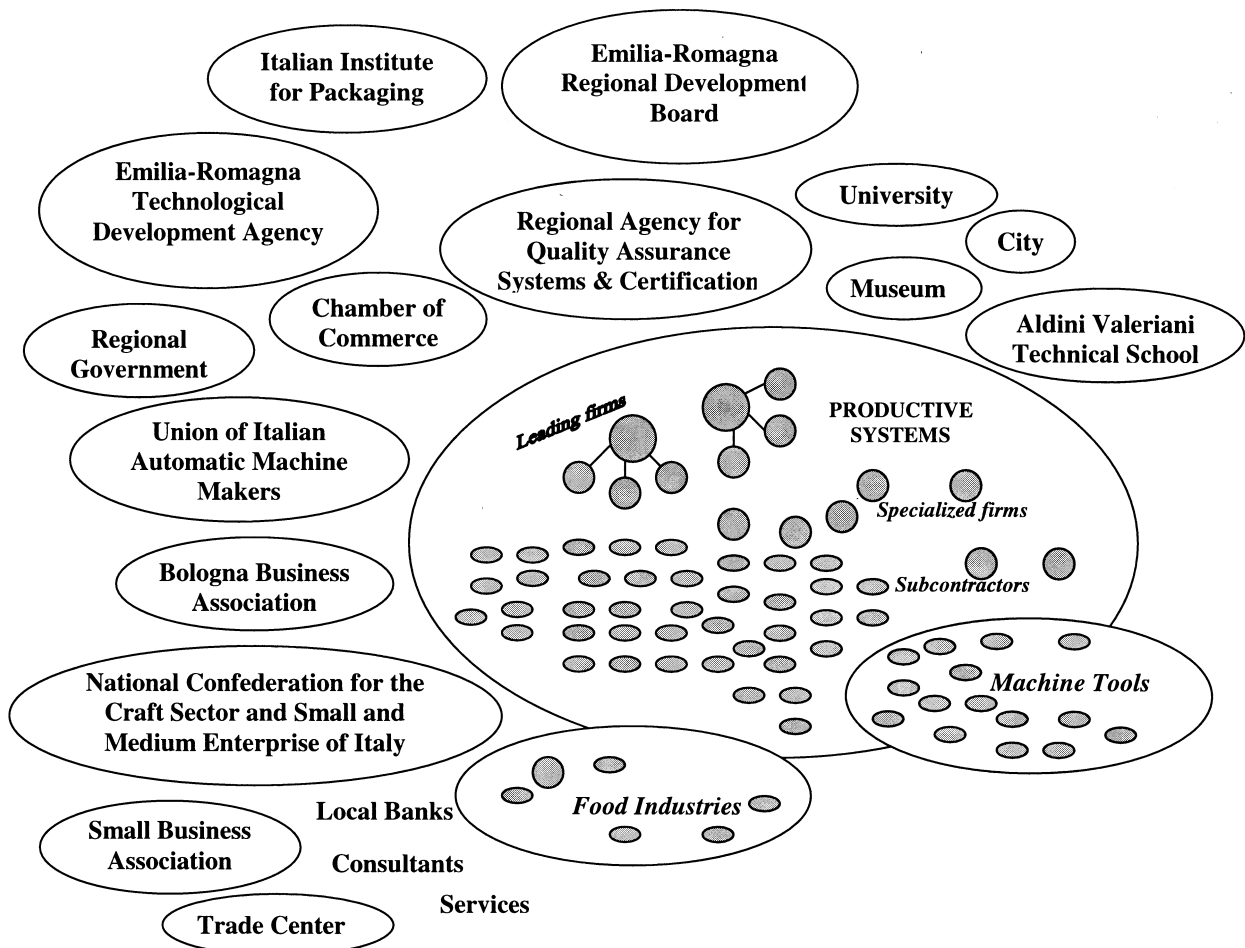 Italian Institute
for Packaging
Emilia-Romagna
Regional Development
Board
Emilia-Romagna
Technological
Development Agency
Regional Agency for
Quality Assurance
Systems & Certification
University
City
Museum
Chamber of
Commerce
Regional
Government
Aldini Valeriani
Technical School
Leading firms
PRODUCTIVE
SYSTEMS
Union of Italian
Automatic Machine
Makers
Specialized firms
Bologna Business
Association
Subcontractors
National Confederation for the
Craft Sector and Small and
Medium Enterprise of Italy
Machine Tools
Food Industries
Local Banks
Small Business
Association
Consultants
Services
Trade Center